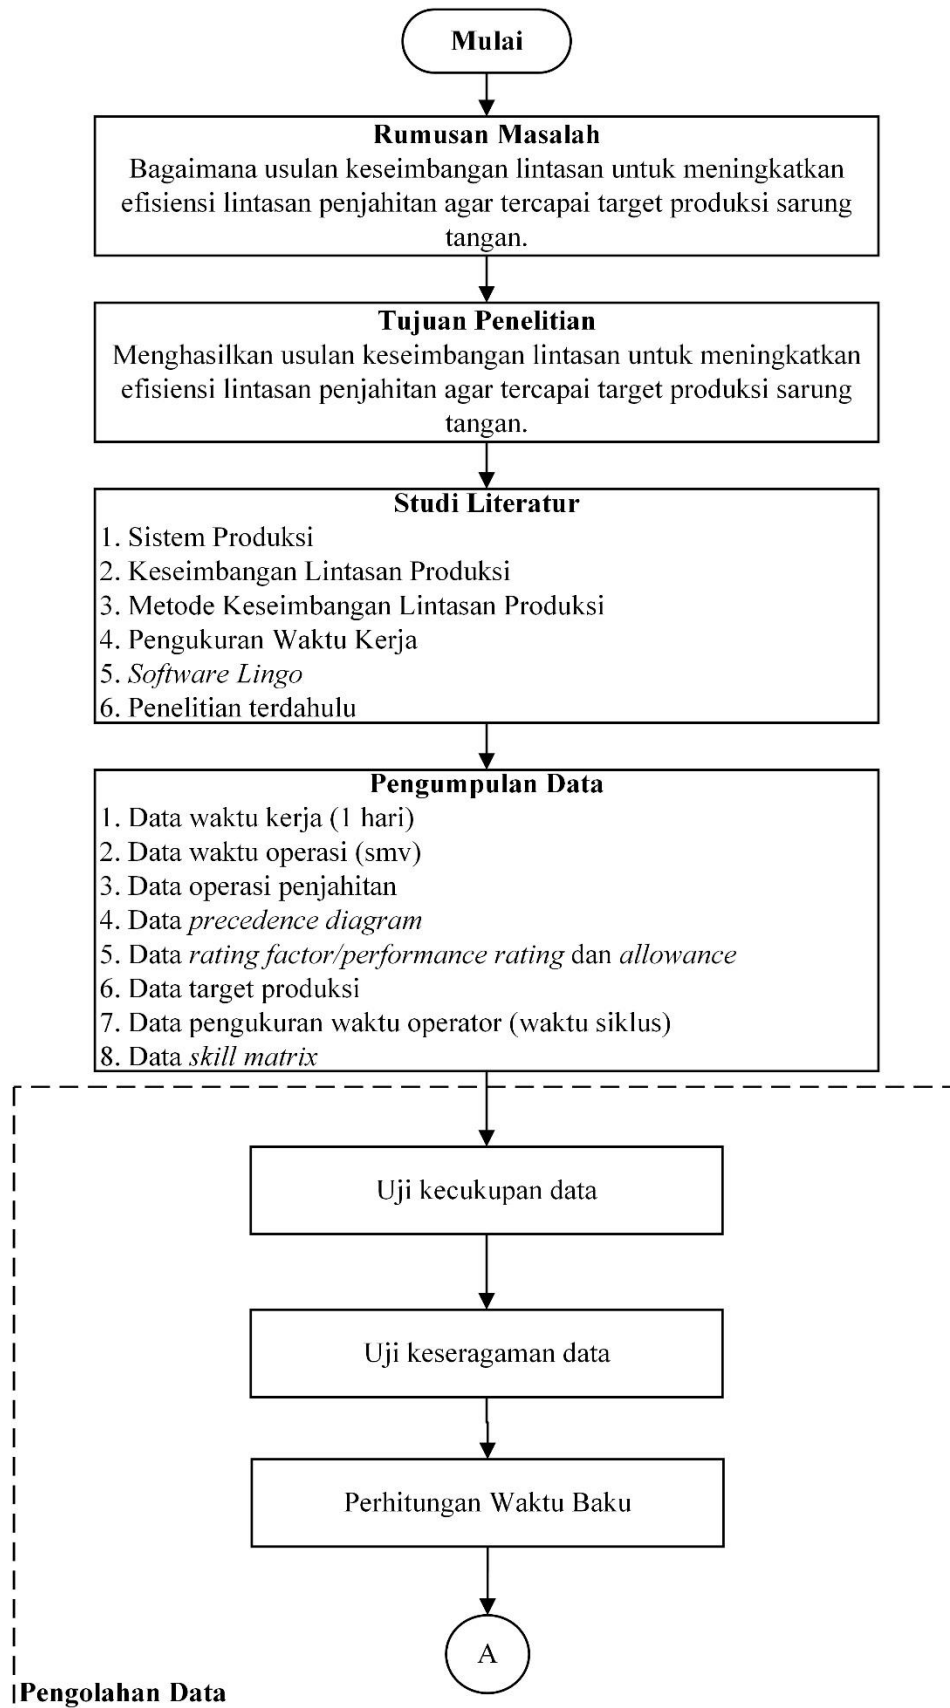 Mulai
Rumusan Masalah
Bagaimana usulan keseimbangan lintasan untuk meningkatkan
efisiensi lintasan penjahitan agar tercapai target produksi sarung
tangan.
Tujuan Penelitian
Menghasilkan usulan keseimbangan lintasan untuk meningkatkan
efisiensi lintasan penjahitan agar tercapai target produksi sarung
tangan.
Studi Literatur
1. Sistem Produksi
2. Keseimbangan Lintasan Produksi
3. Metode Keseimbangan Lintasan Produksi
4. Pengukuran Waktu Kerja
5. Software Lingo
6. Penelitian terdahulu
Pengumpulan Data
1. Data waktu kerja (1 hari)
2. Data waktu operasi (smv)
3. Data operasi penjahitan
4. Data precedence diagram
5. Data rating factor/performance rating dan allowance
6. Data target produksi
7. Data pengukuran waktu operator (waktu siklus)
8. Data skill matrix
Uji kecukupan data
Uji keseragaman data
Perhitungan Waktu Baku
A
Pengolahan Data